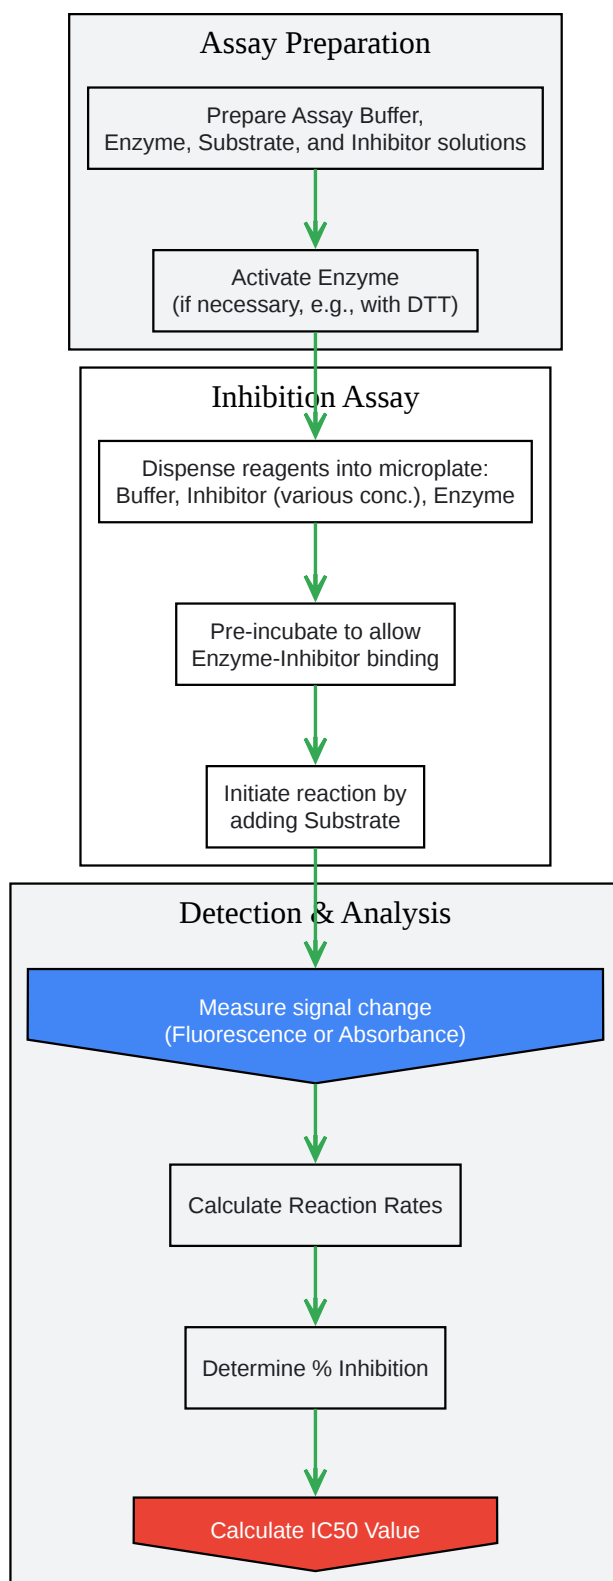 Assay Preparation
Prepare Assay Buffer,
Enzyme, Substrate, and Inhibitor solutions
Activate Enzyme
(if necessary, e.g., with DTT)
Inhibition Assay
Dispense reagents into microplate:
Buffer, Inhibitor (various conc.), Enzyme
Pre-incubate to allow
Enzyme-Inhibitor binding
Initiate reaction by
adding Substrate
Detection & Analysis
Measure signal change
(Fluorescence or Absorbance)
Calculate Reaction Rates
Determine % Inhibition
Calculate IC50 Value